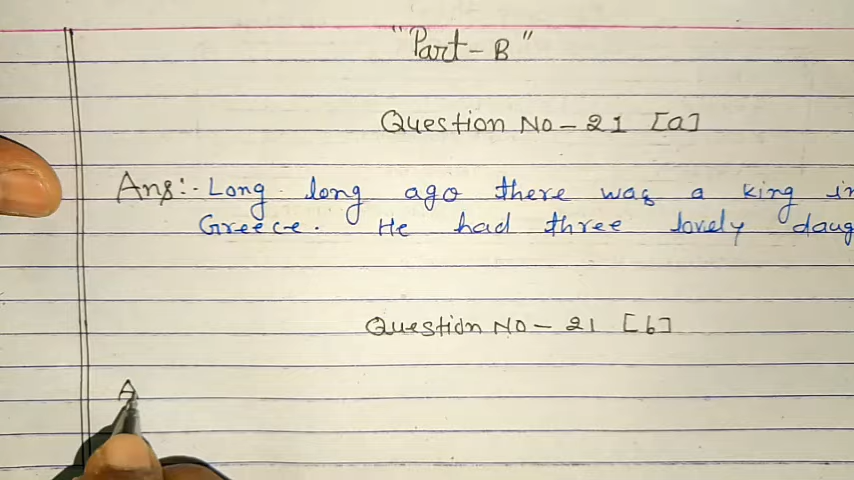 "Part-B"
Question No-21 [a]
Ans:- Long long ago there was a king in
Greece. He had three lovely daug
Question No-21 [b]
A